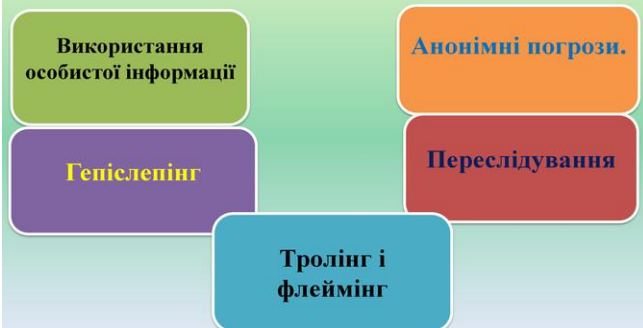 Використання
особистої інформації
Анонімні погрози.
Гепіслепінг
Переслідування
Тролінг і
флеймінг